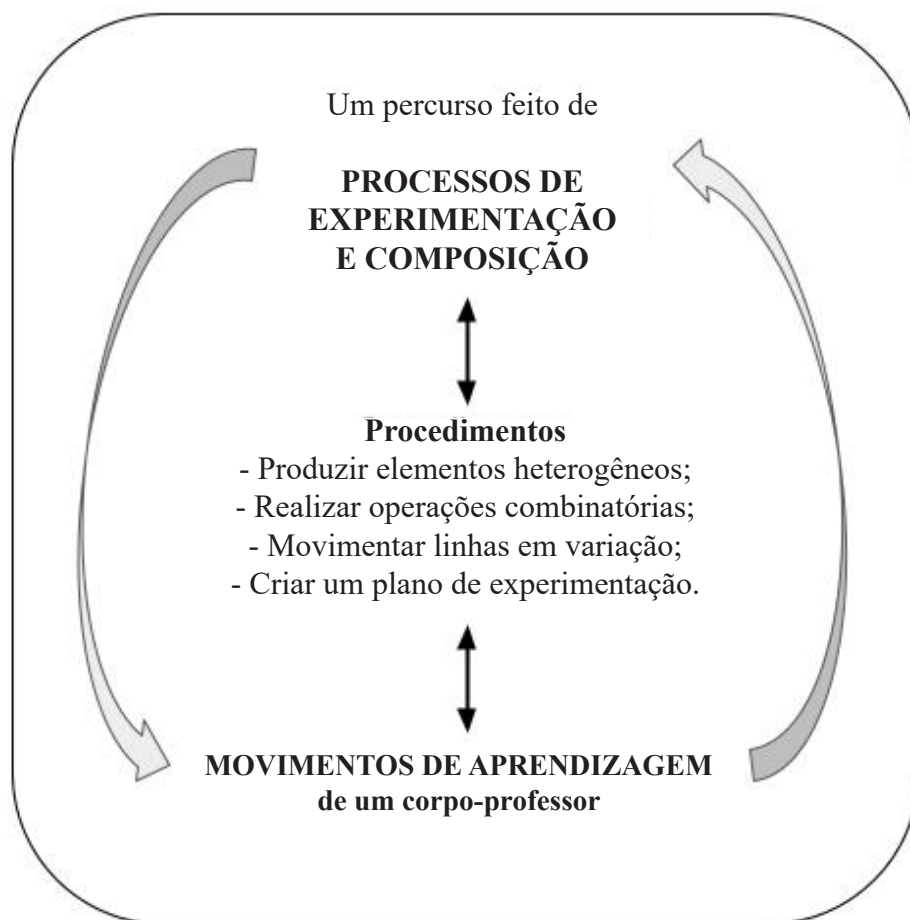 Um percurso feito de
PROCESSOS DE
EXPERIMENTAÇÃO
E COMPOSIÇÃO
Procedimentos
- Produzir elementos heterogêneos;
- Realizar operações combinatórias;
- Movimentar linhas em variação;
- Criar um plano de experimentação.
MOVIMENTOS DE APRENDIZAGEM
de um corpo-professor